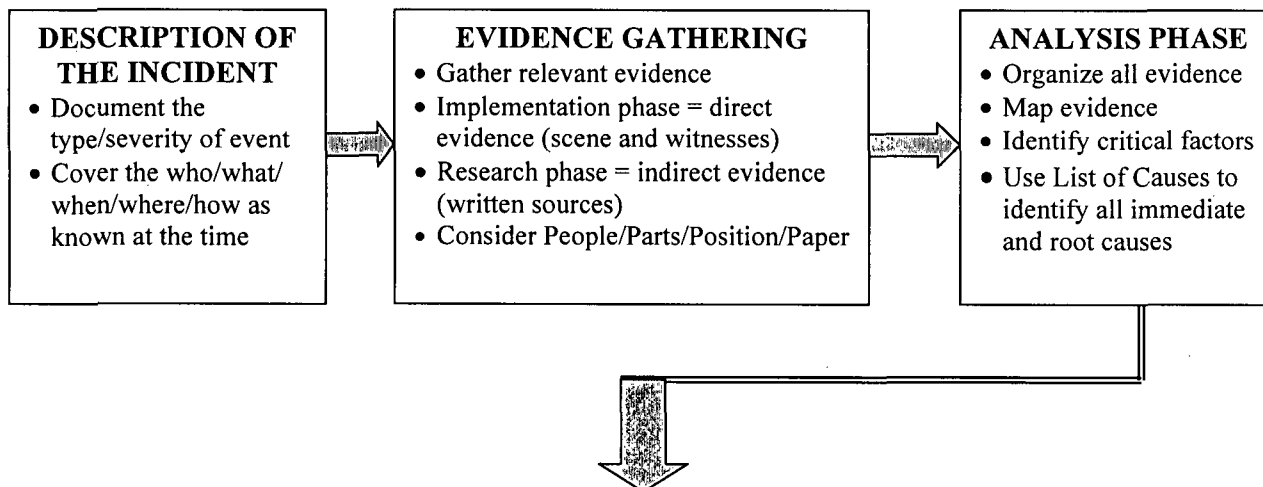 DESCRIPTION OF
THE INCIDENT
• Document the
type/severity of event
• Cover the who/what/
when/where/how as
known at the time
EVIDENCE GATHERING
• Gather relevant evidence
• Implementation phase = direct
evidence (scene and witnesses)
• Research phase = indirect evidence
(written sources)
• Consider People/Parts/Position/Paper
ANALYSIS PHASE
• Organize all evidence
• Map evidence
• Identify critical factors
• Use List of Causes to
identify all immediate
and root causes